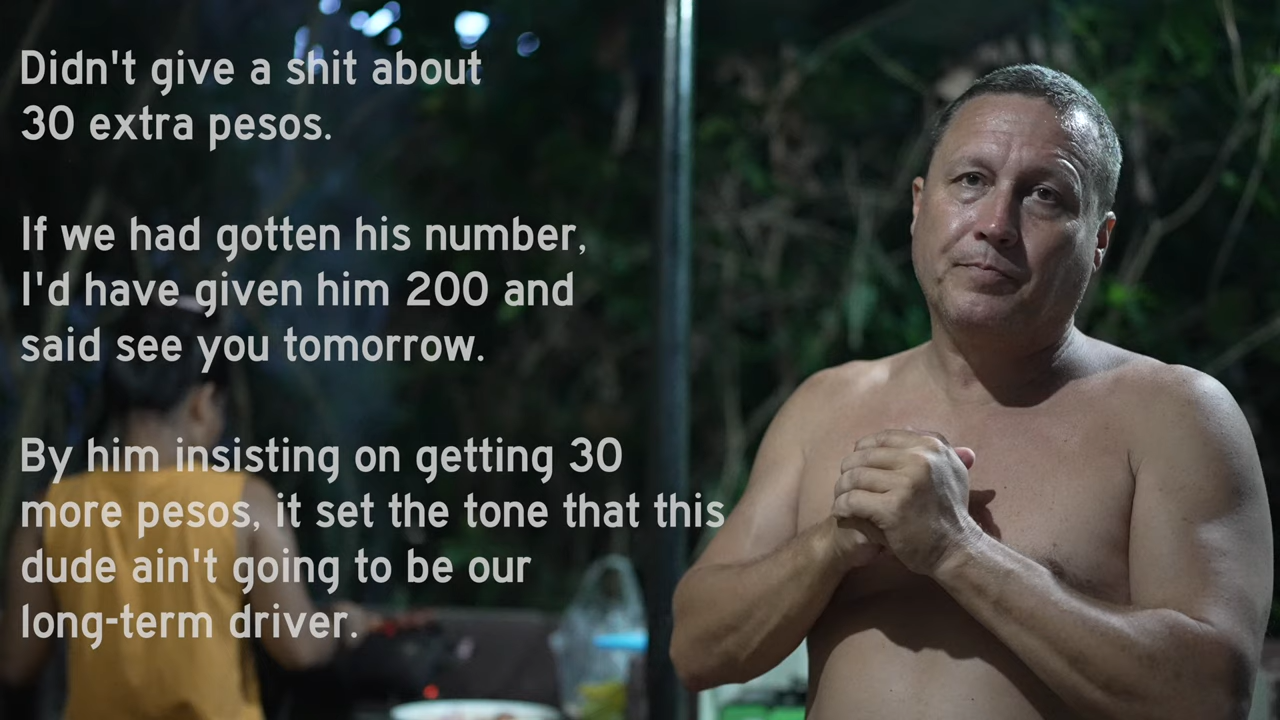 Didn't give a shit about
30 extra pesos.
If we had gotten his number,
I'd have given him 200 and
said see you tomorrow.
By him insisting on getting 30
more pesos, it set the tone that this
dude ain't going to be our
long-term driver.